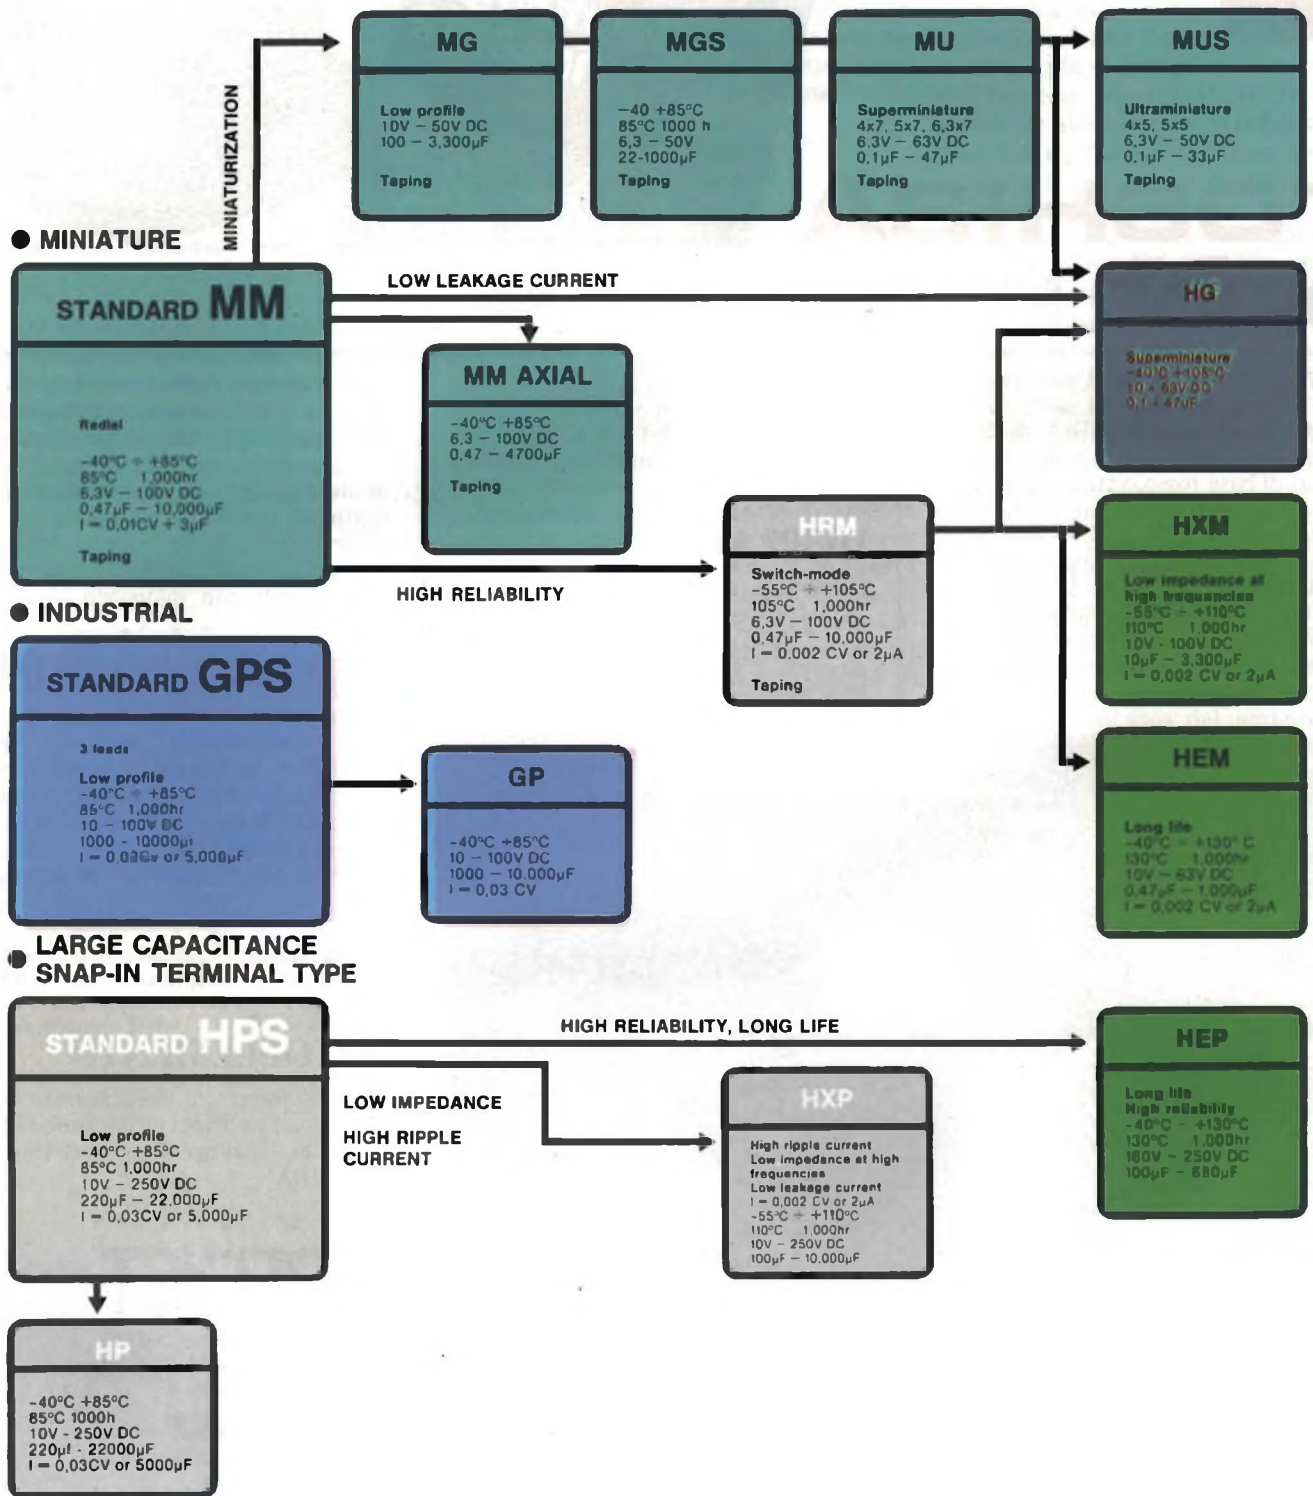 MG
Low profile
10V – 50V DC
100 – 3,300µF
Taping
MGS
–40 +85°C
85°C 1000 h
6,3 – 50V
22-1000µF
Taping
MU
Superminiature
4x7, 5x7, 6,3x7
6.3V – 63V DC
0,1µF – 47µF
Taping
MUS
Ultraminiature
4x5, 5x5
6,3V – 50V DC
0,1µF – 33µF
Taping
MINIATURIZATION
● MINIATURE
STANDARD MM
Radial
-40°C ÷ +85°C
85°C 1,000hr
6,3V – 100V DC
0,47µF – 10,000µF
I = 0,01CV + 3µF
Taping
LOW LEAKAGE CURRENT
HG
Superminiature
-40°C +105°C
10 – 63V DC
0,1 – 47µF
MM AXIAL
-40°C +85°C
6,3 – 100V DC
0,47 – 4700µF
Taping
HIGH RELIABILITY
HRM
Switch-mode
-55°C ÷ +105°C
105°C 1,000hr
6,3V – 100V DC
0,47µF – 10,000µF
I = 0,002 CV or 2µA
Taping
HXM
Low impedance at
high frequencies
-55°C – +110°C
110°C 1.000hr
10V - 100V DC
10µF – 3,300µF
I = 0,002 CV or 2µA
● INDUSTRIAL
STANDARD GPS
3 leads
Low profile
-40°C ÷ +85°C
85°C 1,000hr
10 – 100V DC
1000 - 10000µ
I = or 5,000µF
GP
-40°C +85°C
10 – 100V DC
1000 – 10.000µF
I = 0,03 CV
HEM
Long life
-40°C ÷ +130° C
130°C 1.000hr
10V – 63V DC
0,47µF – 1,000µF
I = 0,002 CV or 2µA
● LARGE CAPACITANCE
SNAP-IN TERMINAL TYPE
STANDARD HPS
Low profile
-40°C +85°C
85°C 1,000hr
10V – 250V DC
220µF – 22,000µF
I = 0,03CV or 5,000µF
HIGH RELIABILITY, LONG LIFE
LOW IMPEDANCE
HIGH RIPPLE
CURRENT
HXP
High ripple current
Low impedance at high
frequencies
Low leakage current
I = 0,002 CV or 2µA
-55°C ÷ +110°C
110°C 1,000hr
10V – 250V DC
100µF – 10.000µF
HEP
Long life
High reliability
-40°C – +130°C
130°C 1.000hr
160V – 250V DC
100µF – 680µF
HP
-40°C +85°C
85°C 1000h
10V - 250V DC
220µf - 22000µF
I = 0,03CV or 5000µF